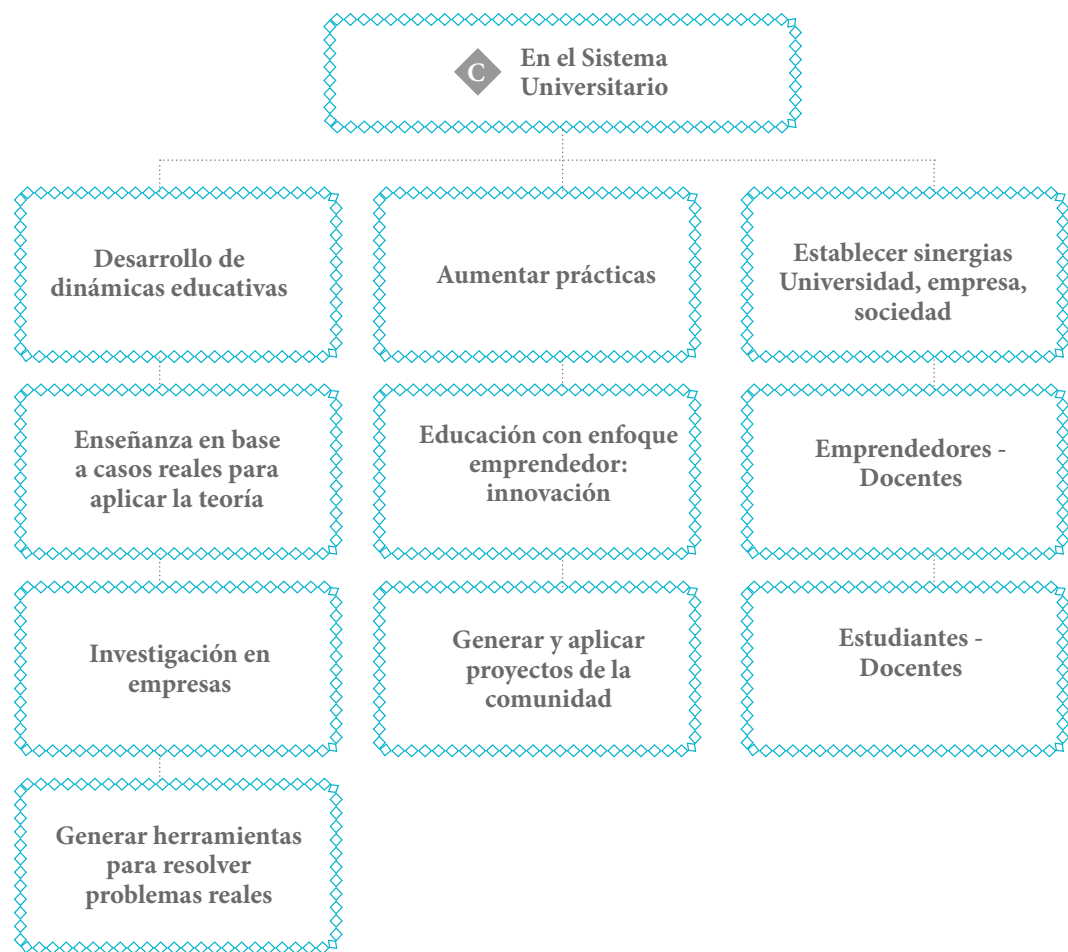 C
En el Sistema
Universitario
Desarrollo de
dinámicas educativas
Aumentar prácticas
Establecer sinergias
Universidad, empresa,
sociedad
Enseñanza en base
a casos reales para
aplicar la teoría
Educación con enfoque
emprendedor:
innovación
Emprendedores -
Docentes
Investigación en
empresas
Generar y aplicar
proyectos de la
comunidad
Estudiantes -
Docentes
Generar herramientas
para resolver
problemas reales